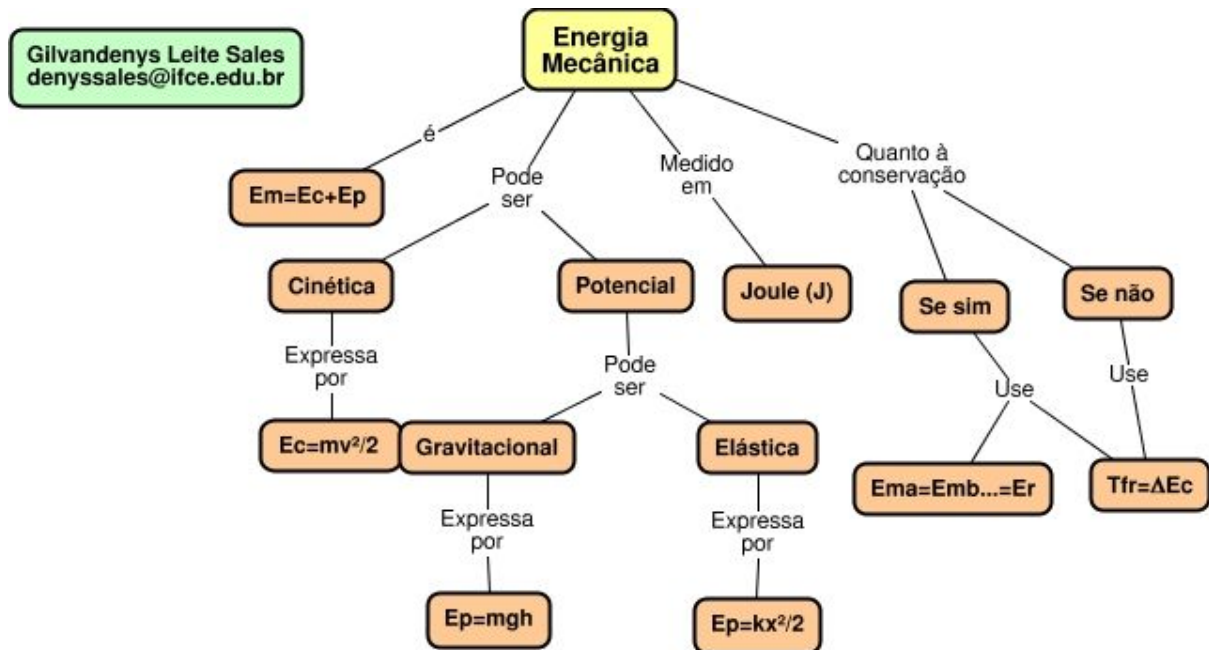 Gilvandenys Leite Sales
denyssales@ifce.edu.br
Energia
Mecânica
é
Pode
ser
Medido
em
Quanto à
conservação
Em=Ec+Ep
Cinética
Potencial
Joule (J)
Se sim
Se não
Expressa
por
Pode
ser
Use
Use
Ec=mv²/2
Gravitacional
Elástica
Ema=Emb...=Er
Tfr=ΔEc
Expressa
por
Expressa
por
Ep=mgh
Ep=kx²/2